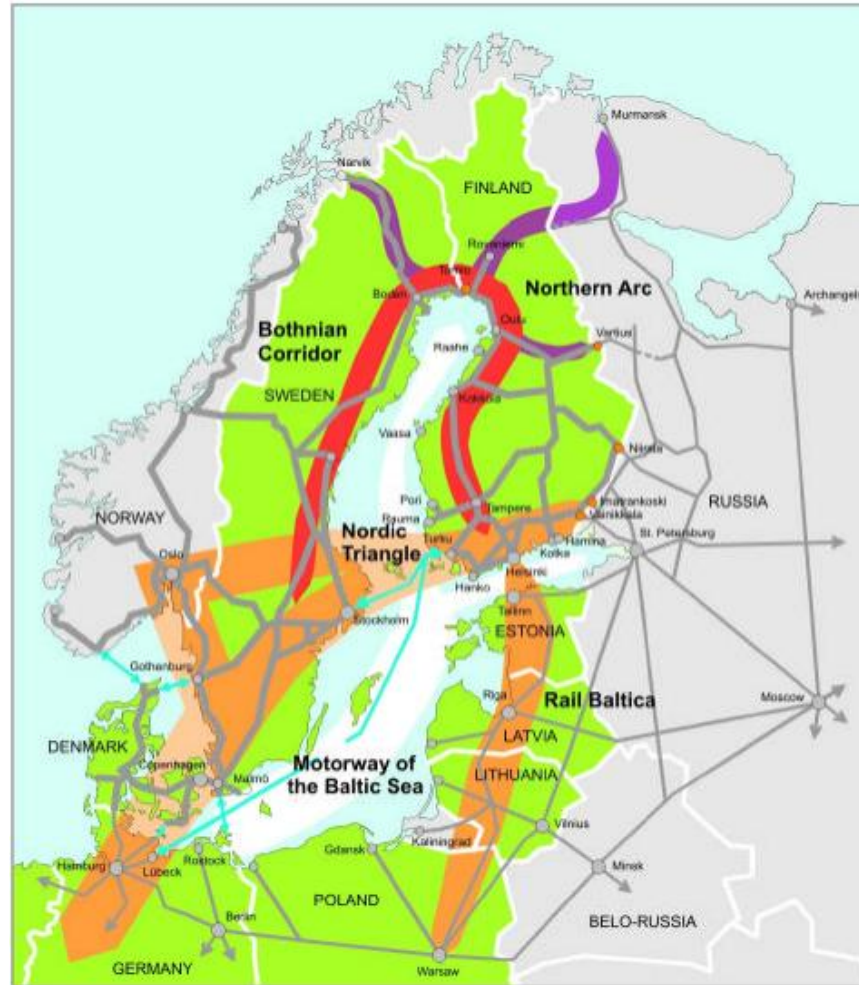 Murmansk
Narvik
FINLAND
Rovaniemi
Tornio
Northern Arc
Archangels
Boden
Oulu
Bothnian
Corridor
Vartius
Raahe
SWEDEN
Kokkola
Vaasa
Niirala
Pori
Imatrankoski
Rauma
Tampere
Vainikkala
RUSSIA
NORWAY
Nordic
Triangle
Turku
Hamina
St. Petersburg
Oslo
Kotka
Helsinki
Hanko
Stockholm
Tallinn
ESTONIA
Gothanburg
Riga
Rail Baltica
Moscow
DENMARK
LATVIA
Copenhagen
Malmö
Motorway of
the Baltic Sea
LITHUANIA
Vilnius
Kaliningrad
Gdansk
Rostock
Hamburg
Lübeck
Minsk
POLAND
Berlin
BELO-RUSSIA
GERMANY
Warsaw